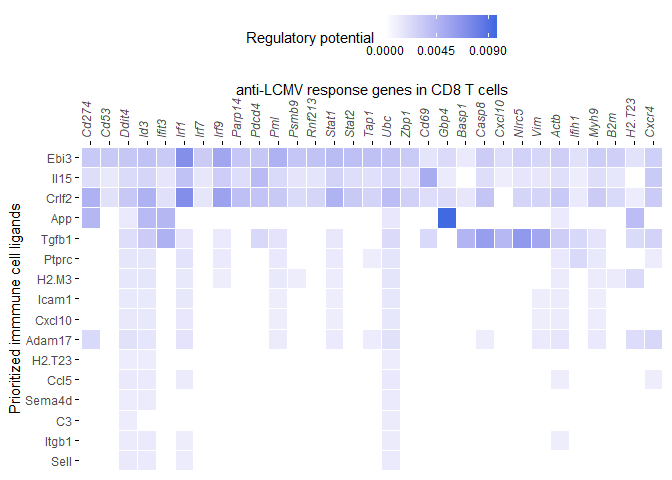 Regulatory potential
0.0000 0.0045 0.0090
anti-LCMV response genes in CD8 T cells
Cd274 Cd53 Ddit4 Id3 Ifit3 Irf1 Irf7 Irf9 Parp14 Pdcd4 Pml Psmb9 Rnf213 Stat1 Stat2 Tap1 Ubc Zbp1 Cd69 Gbp4 Basp1 Casp8 Cxcl10 Nlrc5 Vim Actb Ifih1 Myh9 B2m H2.T23 Cxcr4
Prioritized immmune cell ligands
Ebi3
Il15
Crlf2
App
Tgfb1
Ptprc
H2.M3
Icam1
Cxcl10
Adam17
H2.T23
Ccl5
Sema4d
C3
Itgb1
Sell